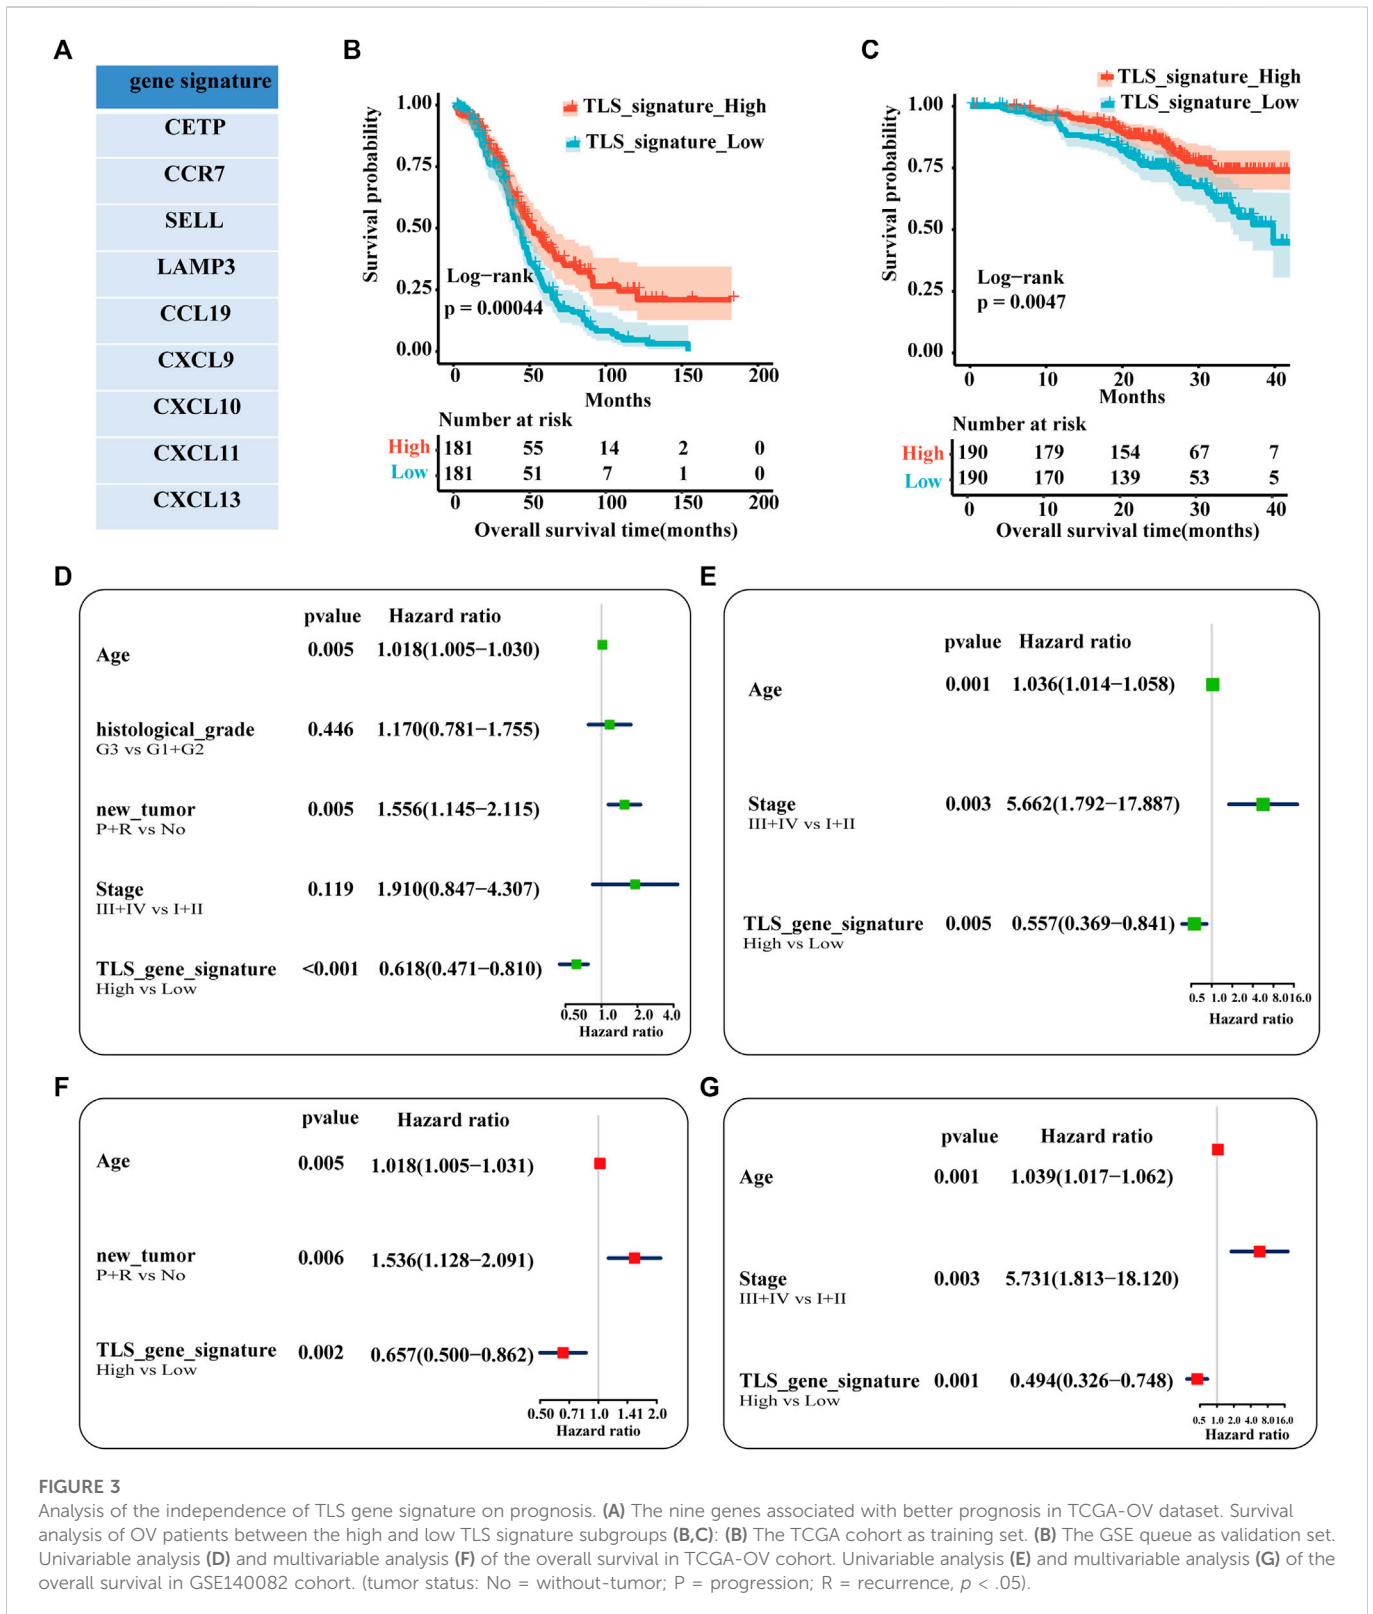 A
gene signature
CETP
CCR7
SELL
LAMP3
CCL19
CXCL9
CXCL10
CXCL11
CXCL13
B
TLS_signature_High
TLS_signature_Low
Survival probability
1.00
0.75
0.50
0.25
0.00
Log−rank
p = 0.00044
0 50 100 150 200
Months
Number at risk
High 181 55 14 2 0
Low 181 51 7 1 0
0 50 100 150 200
Overall survival time(months)
C
TLS_signature_High
TLS_signature_Low
Survival probability
1.00
0.75
0.50
0.25
0.00
Log−rank
p = 0.0047
0 10 20 30 40
Months
Number at risk
High 190 179 154 67 7
Low 190 170 139 53 5
0 10 20 30 40
Overall survival time(months)
D
pvalue Hazard ratio
Age 0.005 1.018(1.005−1.030)
histological_grade 0.446 1.170(0.781−1.755)
G3 vs G1+G2
new_tumor 0.005 1.556(1.145−2.115)
P+R vs No
Stage 0.119 1.910(0.847−4.307)
III+IV vs I+II
TLS_gene_signature <0.001 0.618(0.471−0.810)
High vs Low
0.50 1.0 2.0 4.0
Hazard ratio
E
pvalue Hazard ratio
Age 0.001 1.036(1.014−1.058)
Stage 0.003 5.662(1.792−17.887)
III+IV vs I+II
TLS_gene_signature 0.005 0.557(0.369−0.841)
High vs Low
0.5 1.0 2.0 4.0 8.0 16.0
Hazard ratio
F
pvalue Hazard ratio
Age 0.005 1.018(1.005−1.031)
new_tumor 0.006 1.536(1.128−2.091)
P+R vs No
TLS_gene_signature 0.002 0.657(0.500−0.862)
High vs Low
0.50 0.71 1.0 1.41 2.0
Hazard ratio
G
pvalue Hazard ratio
Age 0.001 1.039(1.017−1.062)
Stage 0.003 5.731(1.813−18.120)
III+IV vs I+II
TLS_gene_signature 0.001 0.494(0.326−0.748)
High vs Low
0.5 1.0 2.0 4.0 8.0 16.0
Hazard ratio
FIGURE 3
Analysis of the independence of TLS gene signature on prognosis. (A) The nine genes associated with better prognosis in TCGA-OV dataset. Survival
analysis of OV patients between the high and low TLS signature subgroups (B,C): (B) The TCGA cohort as training set. (B) The GSE queue as validation set.
Univariable analysis (D) and multivariable analysis (F) of the overall survival in TCGA-OV cohort. Univariable analysis (E) and multivariable analysis (G) of the
overall survival in GSE140082 cohort. (tumor status: No = without-tumor; P = progression; R = recurrence, p < .05).